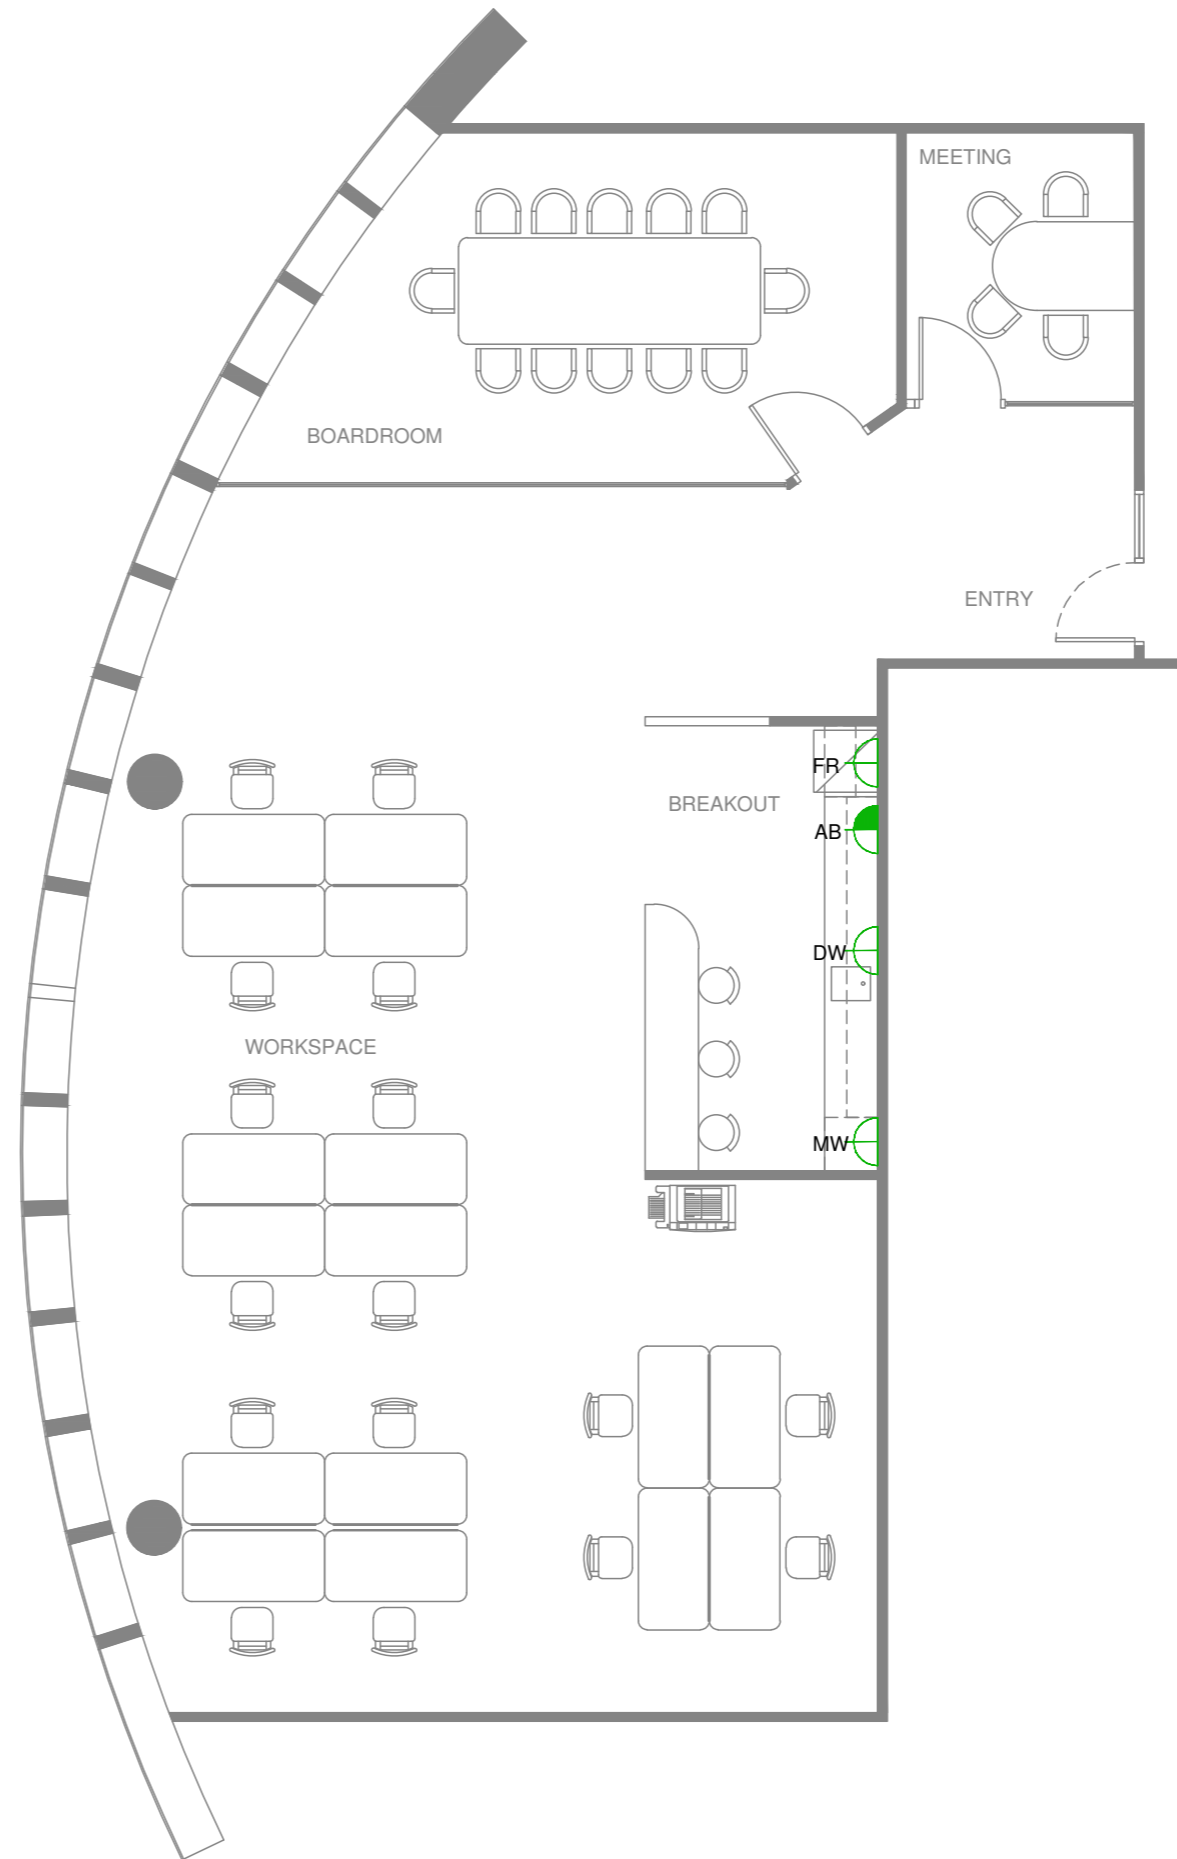 MEETING
BOARDROOM
ENTRY
FR
BREAKOUT
AB
DW
WORKSPACE
MW